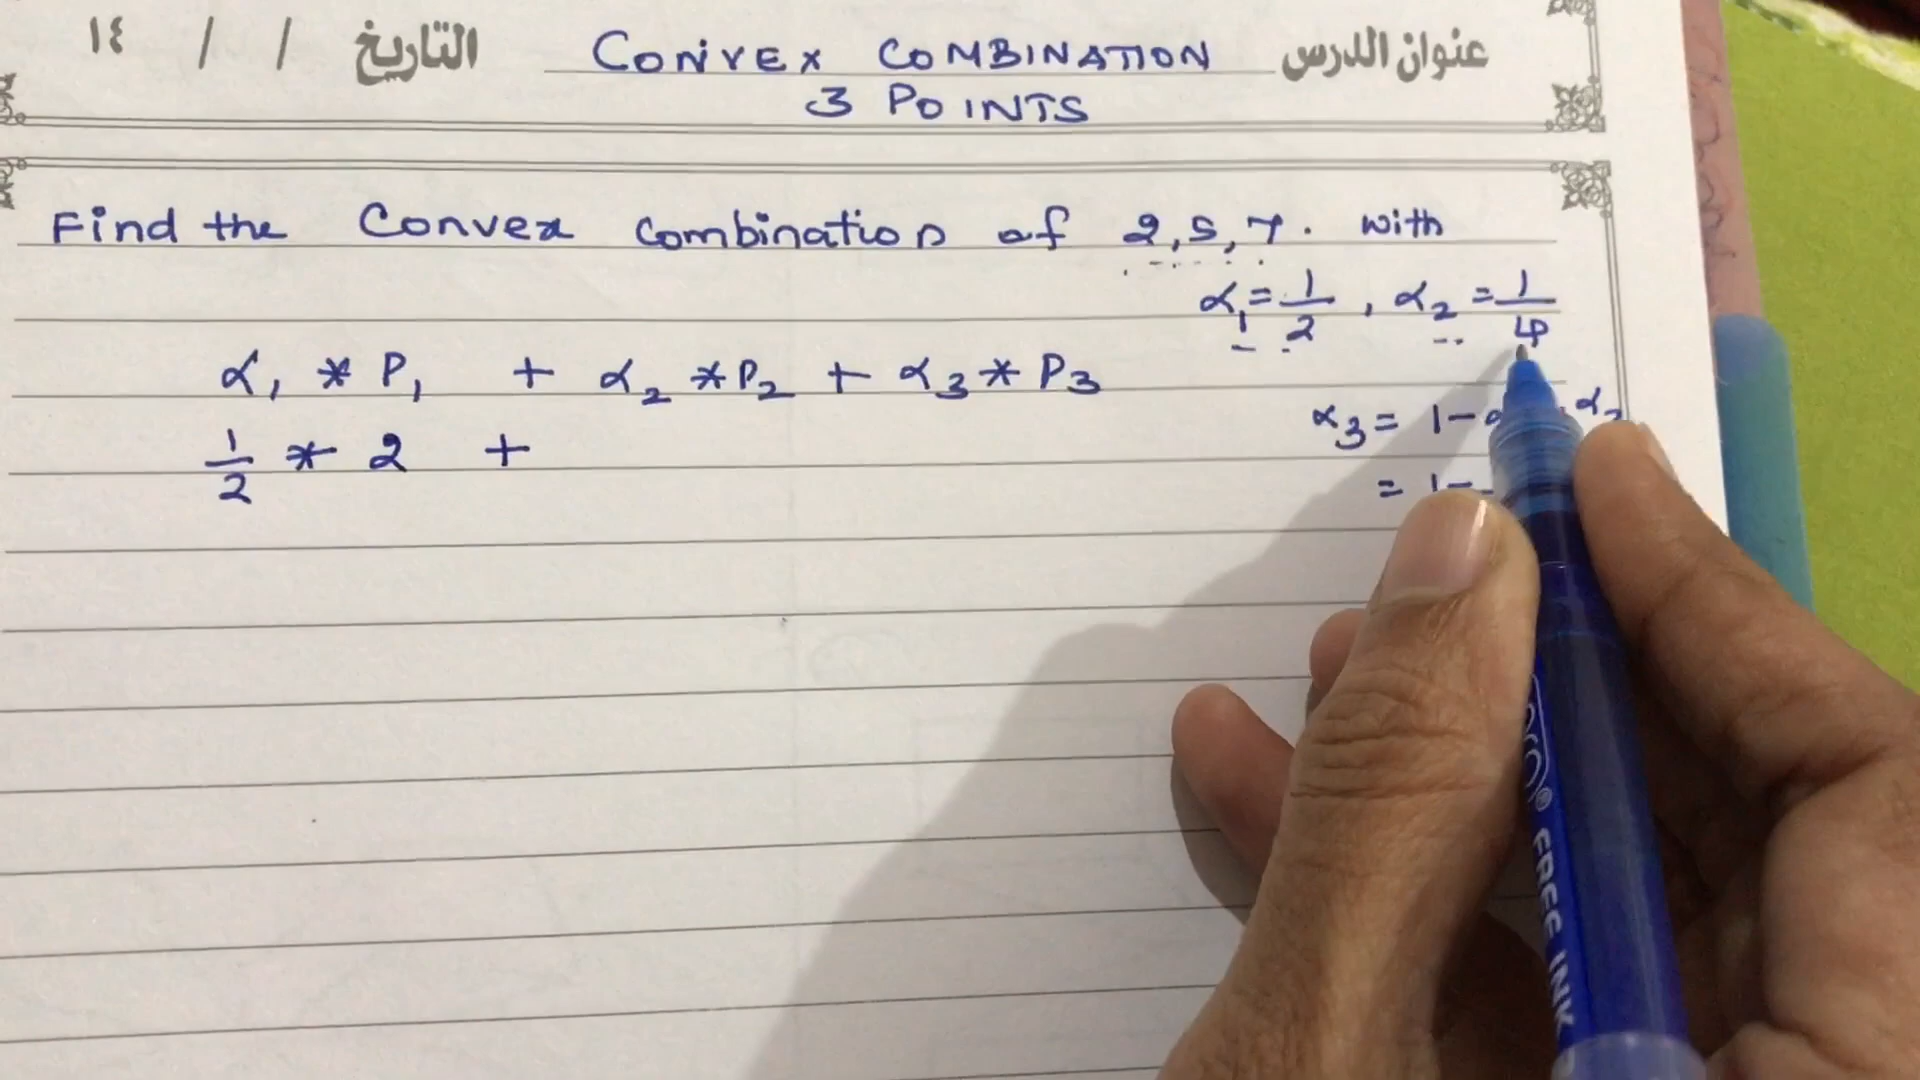 عنوان الدرس CONVEX COMBINATION التاريخ / / ١٤
3 POINTS
Find the Convex Combination of 2,5,7. with
α₁ = 1/2 , α₂ = 1/4
α₁ * P₁ + α₂ * P₂ + α₃ * P₃
α₃ = 1-
1/2 * 2 +
= 1-
FREE INK